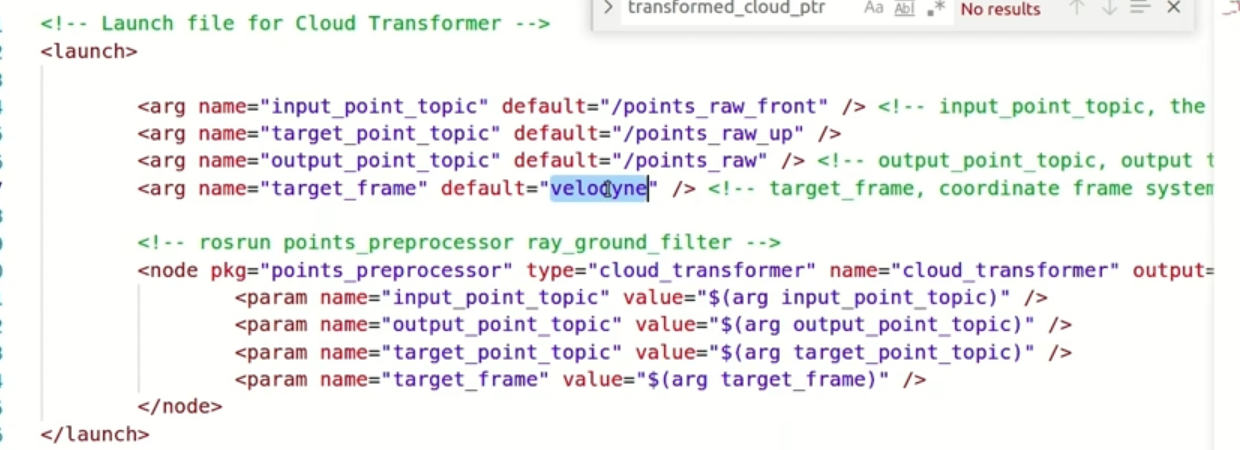 transformed_cloud_ptr Aa Abl .* No results
<!-- Launch file for Cloud Transformer -->
<launch>
<arg name="input_point_topic" default="/points_raw_front" /> <!-- input_point_topic, the
<arg name="target_point_topic" default="/points_raw_up" />
<arg name="output_point_topic" default="/points_raw" /> <!-- output_point_topic, output
<arg name="target_frame" default="velodyne" /> <!-- target_frame, coordinate frame system
<!-- rosrun points_preprocessor ray_ground_filter -->
<node pkg="points_preprocessor" type="cloud_transformer" name="cloud_transformer" output=
<param name="input_point_topic" value="$(arg input_point_topic)" />
<param name="output_point_topic" value="$(arg output_point_topic)" />
<param name="target_point_topic" value="$(arg target_point_topic)" />
<param name="target_frame" value="$(arg target_frame)" />
</node>
</launch>